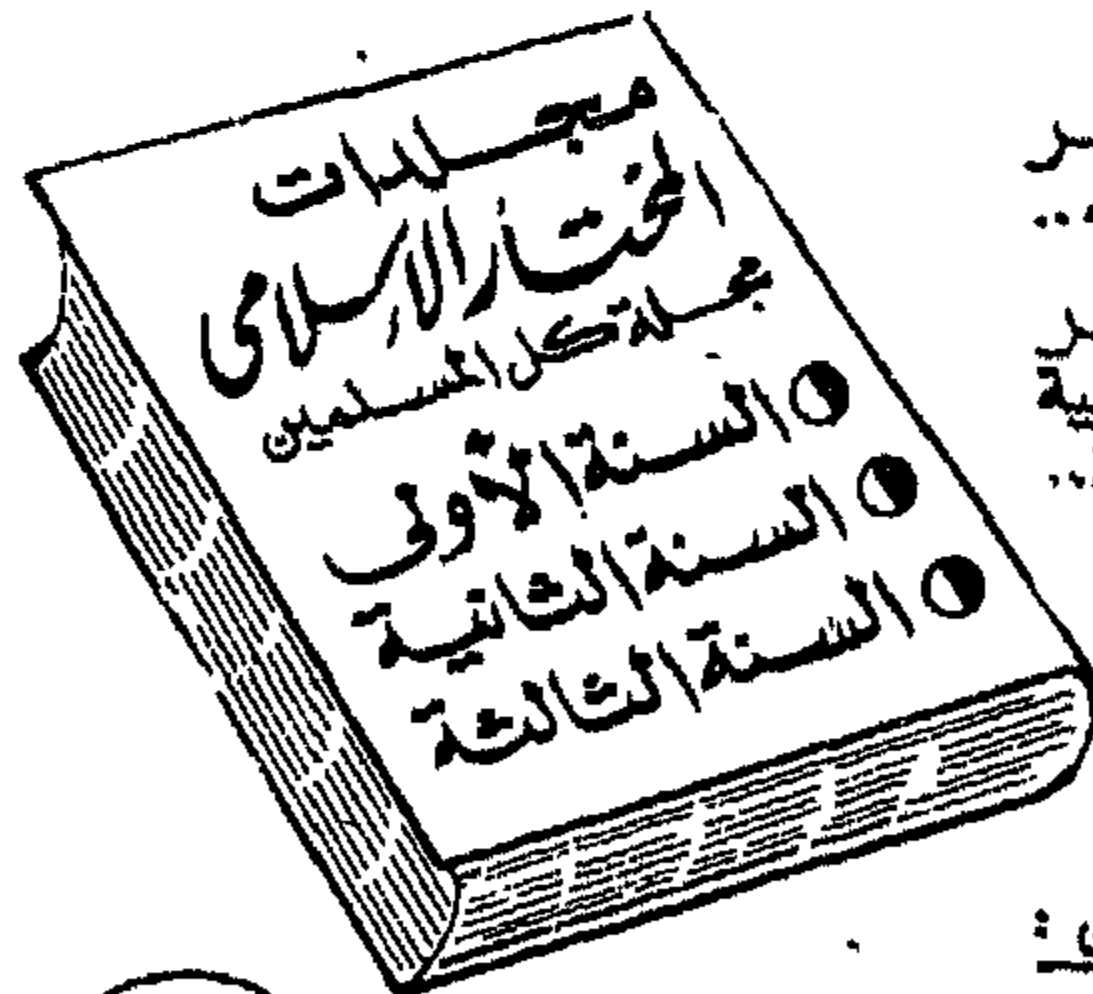 مجلدات
المختار الإسلامى
مجلة كل المسلمين
السنة الأولى
السنة الثانية
السنة الثالثة